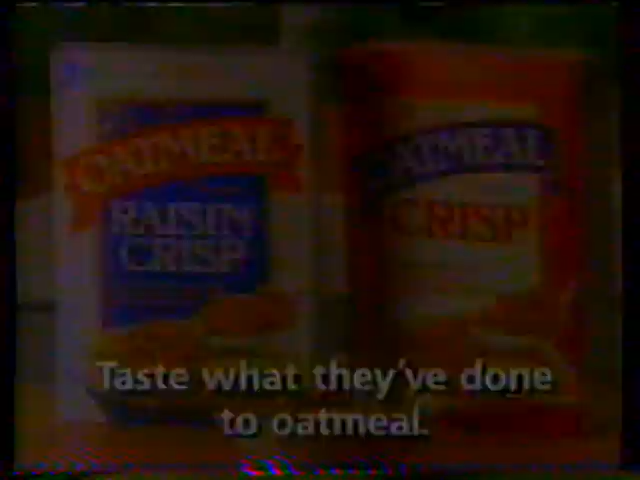 OATMEAL
RAISIN
CRISP
OATMEAL
CRISP
Taste what they've done
to oatmeal.